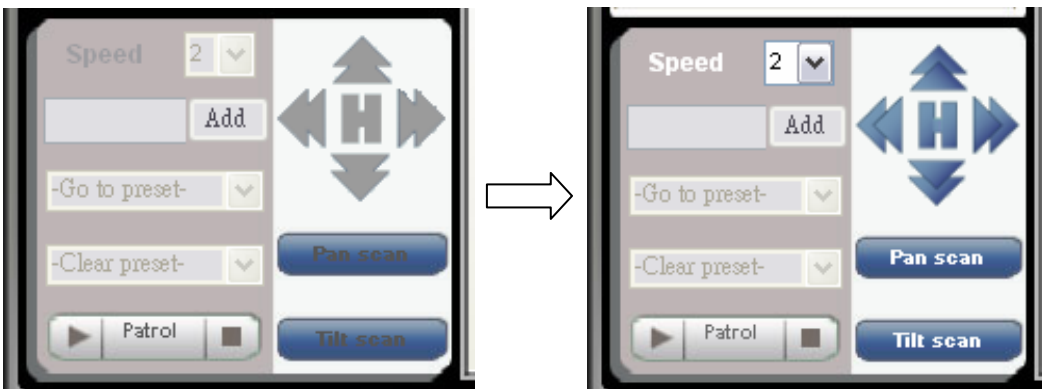 Speed 2
Add
H
-Go to preset-
-Clear preset-
Pan scan
Patrol
Tilt scan
Speed 2
Add
H
-Go to preset-
-Clear preset-
Pan scan
Patrol
Tilt scan